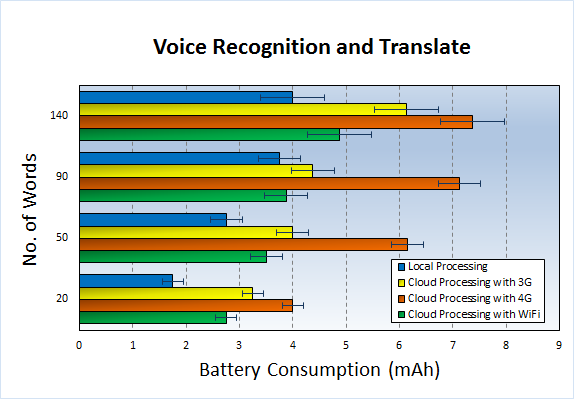 Voice Recognition and Translate
140
90
50
20
No. of Words
Local Processing
Cloud Processing with 3G
Cloud Processing with 4G
Cloud Processing with WiFi
0 1 2 3 4 5 6 7 8 9
Battery Consumption (mAh)